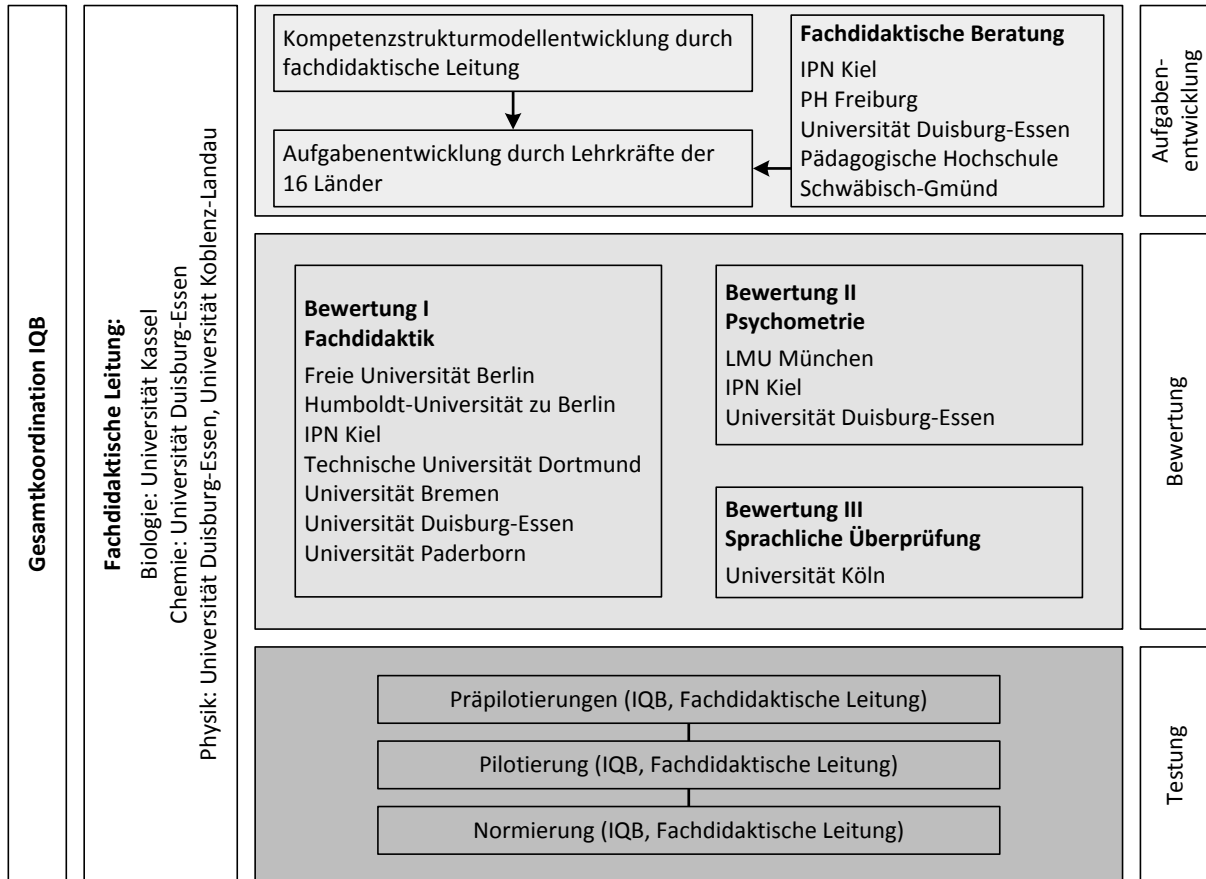 Gesamtkoordination IQB
Fachdidaktische Leitung:
Biologie: Universität Kassel
Chemie: Universität Duisburg-Essen
Physik: Universität Duisburg-Essen, Universität Koblenz-Landau
Kompetenzstrukturmodellentwicklung durch
fachdidaktische Leitung
Aufgabenentwicklung durch Lehrkräfte der
16 Länder
Fachdidaktische Beratung
IPN Kiel
PH Freiburg
Universität Duisburg-Essen
Pädagogische Hochschule
Schwäbisch-Gmünd
Aufgaben-
entwicklung
Bewertung I
Fachdidaktik
Freie Universität Berlin
Humboldt-Universität zu Berlin
IPN Kiel
Technische Universität Dortmund
Universität Bremen
Universität Duisburg-Essen
Universität Paderborn
Bewertung II
Psychometrie
LMU München
IPN Kiel
Universität Duisburg-Essen
Bewertung III
Sprachliche Überprüfung
Universität Köln
Bewertung
Präpilotierungen (IQB, Fachdidaktische Leitung)
Pilotierung (IQB, Fachdidaktische Leitung)
Normierung (IQB, Fachdidaktische Leitung)
Testung